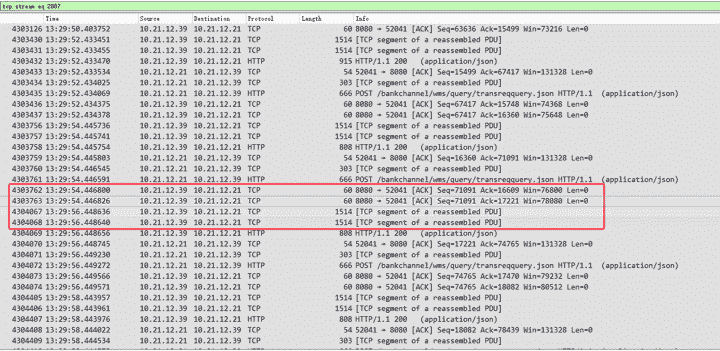 tcp.stream eq 2807
Time Source Destination Protocol Length Info
4303126 13:29:50.403752 10.21.12.39 10.21.12.21 TCP 60 8080 → 52041 [ACK] Seq=63636 Ack=15499 Win=73216 Len=0
4303430 13:29:52.433451 10.21.12.39 10.21.12.21 TCP 1514 [TCP segment of a reassembled PDU]
4303431 13:29:52.433455 10.21.12.39 10.21.12.21 TCP 1514 [TCP segment of a reassembled PDU]
4303432 13:29:52.433470 10.21.12.39 10.21.12.21 HTTP 915 HTTP/1.1 200 (application/json)
4303433 13:29:52.433534 10.21.12.21 10.21.12.39 TCP 54 52041 → 8080 [ACK] Seq=15499 Ack=67417 Win=131328 Len=0
4303434 13:29:52.434025 10.21.12.21 10.21.12.39 TCP 303 [TCP segment of a reassembled PDU]
4303435 13:29:52.434069 10.21.12.21 10.21.12.39 HTTP 666 POST /bankchannel/wms/query/transreqquery.json HTTP/1.1 (application/json)
4303436 13:29:52.434375 10.21.12.39 10.21.12.21 TCP 60 8080 → 52041 [ACK] Seq=67417 Ack=15748 Win=74368 Len=0
4303437 13:29:52.434378 10.21.12.39 10.21.12.21 TCP 60 8080 → 52041 [ACK] Seq=67417 Ack=16360 Win=75648 Len=0
4303756 13:29:54.445736 10.21.12.39 10.21.12.21 TCP 1514 [TCP segment of a reassembled PDU]
4303757 13:29:54.445741 10.21.12.39 10.21.12.21 TCP 1514 [TCP segment of a reassembled PDU]
4303758 13:29:54.445754 10.21.12.39 10.21.12.21 HTTP 808 HTTP/1.1 200 (application/json)
4303759 13:29:54.445803 10.21.12.21 10.21.12.39 TCP 54 52041 → 8080 [ACK] Seq=16360 Ack=71091 Win=131328 Len=0
4303760 13:29:54.446545 10.21.12.21 10.21.12.39 TCP 303 [TCP segment of a reassembled PDU]
4303761 13:29:54.446591 10.21.12.21 10.21.12.39 HTTP 666 POST /bankchannel/wms/query/transreqquery.json HTTP/1.1 (application/json)
4303762 13:29:54.446800 10.21.12.39 10.21.12.21 TCP 60 8080 → 52041 [ACK] Seq=71091 Ack=16609 Win=76800 Len=0
4303763 13:29:54.446826 10.21.12.39 10.21.12.21 TCP 60 8080 → 52041 [ACK] Seq=71091 Ack=17221 Win=78080 Len=0
4304067 13:29:56.448636 10.21.12.39 10.21.12.21 TCP 1514 [TCP segment of a reassembled PDU]
4304068 13:29:56.448640 10.21.12.39 10.21.12.21 TCP 1514 [TCP segment of a reassembled PDU]
4304069 13:29:56.448656 10.21.12.39 10.21.12.21 HTTP 808 HTTP/1.1 200 (application/json)
4304070 13:29:56.448745 10.21.12.21 10.21.12.39 TCP 54 52041 → 8080 [ACK] Seq=17221 Ack=74765 Win=131328 Len=0
4304071 13:29:56.449230 10.21.12.21 10.21.12.39 TCP 303 [TCP segment of a reassembled PDU]
4304072 13:29:56.449272 10.21.12.21 10.21.12.39 HTTP 666 POST /bankchannel/wms/query/transreqquery.json HTTP/1.1 (application/json)
4304073 13:29:56.449566 10.21.12.39 10.21.12.21 TCP 60 8080 → 52041 [ACK] Seq=74765 Ack=17470 Win=79232 Len=0
4304074 13:29:56.449571 10.21.12.39 10.21.12.21 TCP 60 8080 → 52041 [ACK] Seq=74765 Ack=18082 Win=80512 Len=0
4304405 13:29:58.443957 10.21.12.39 10.21.12.21 TCP 1514 [TCP segment of a reassembled PDU]
4304406 13:29:58.443961 10.21.12.39 10.21.12.21 TCP 1514 [TCP segment of a reassembled PDU]
4304407 13:29:58.443976 10.21.12.39 10.21.12.21 HTTP 808 HTTP/1.1 200 (application/json)
4304408 13:29:58.444022 10.21.12.21 10.21.12.39 TCP 54 52041 → 8080 [ACK] Seq=18082 Ack=78439 Win=131328 Len=0
4304409 13:29:58.444534 10.21.12.21 10.21.12.39 TCP 303 [TCP segment of a reassembled PDU]